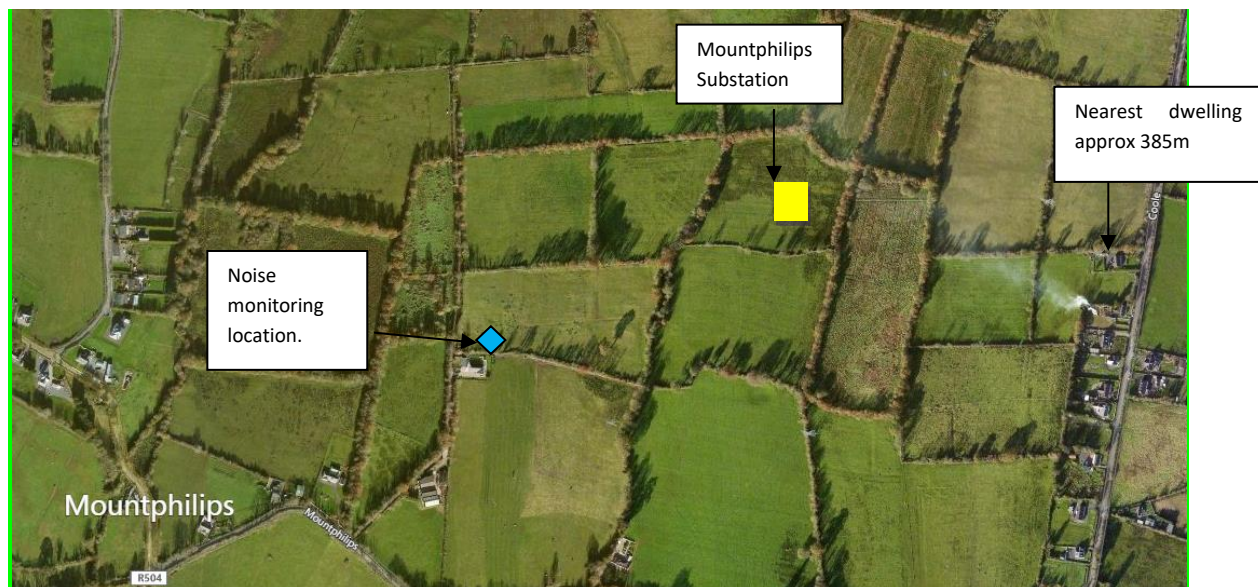 Mountphilips
Substation
Nearest dwelling
approx 385m
Noise
monitoring
location.
Coole
Mountphilips
Mountphilips
R504